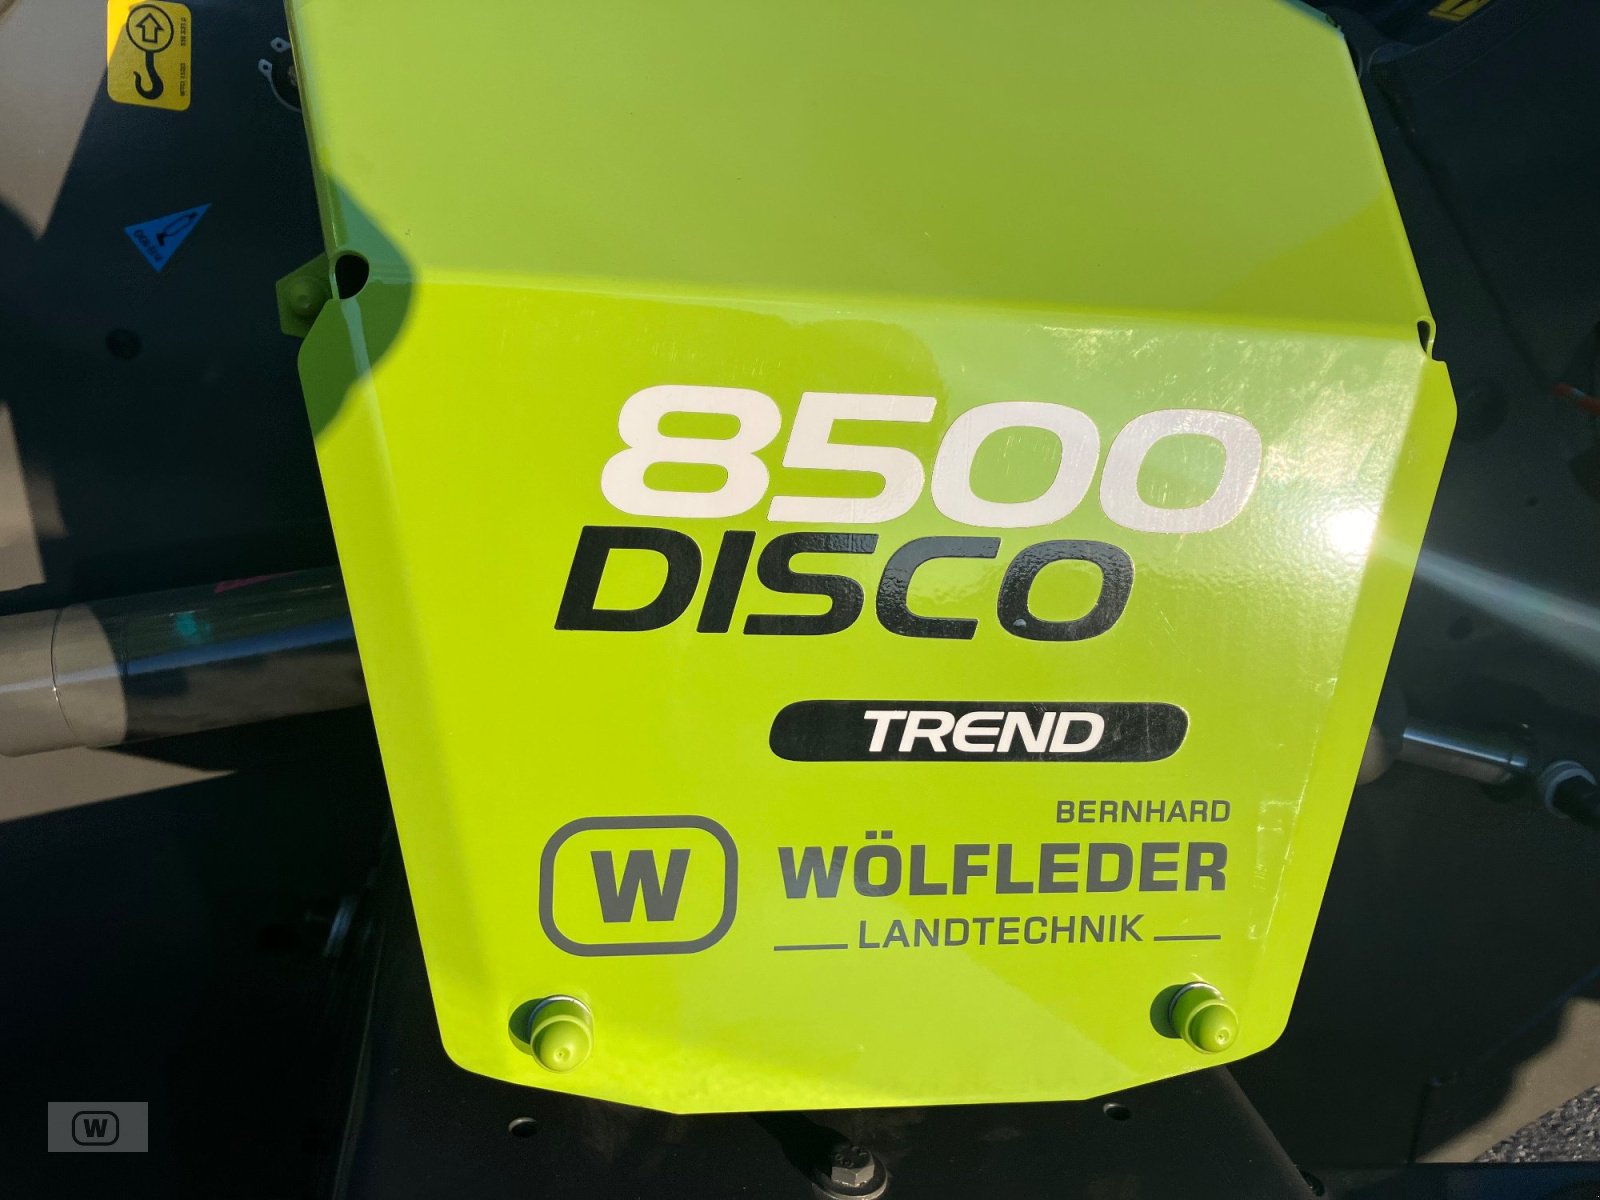 8500
DISCO
TREND
BERNHARD
W WÖLFLEDER
LANDTECHNIK
W